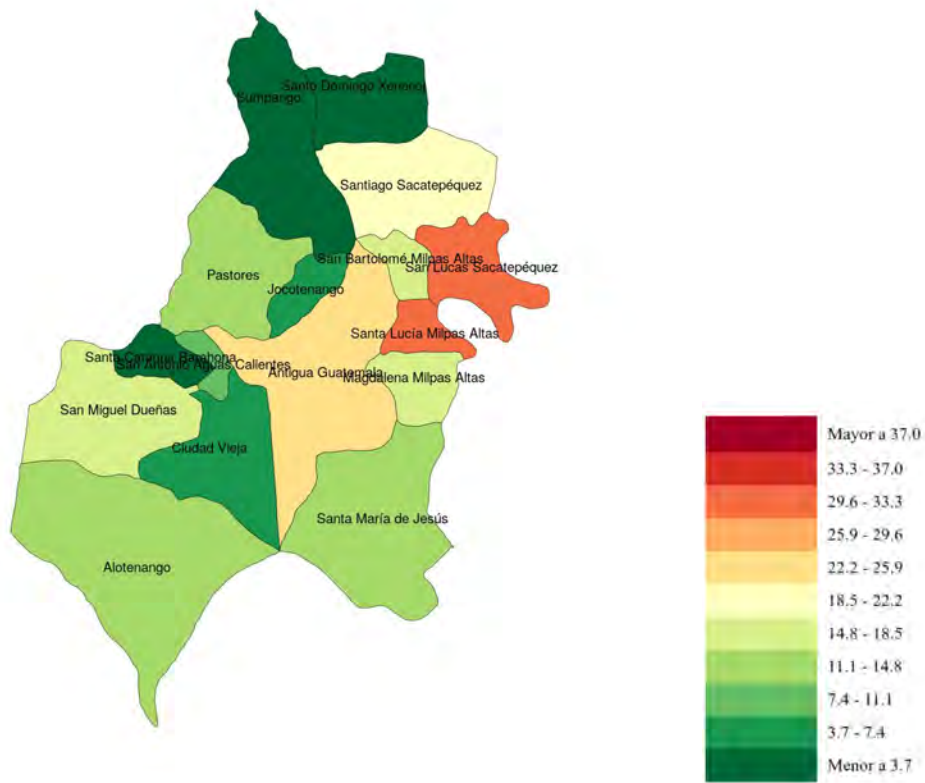 Sumpango
Santo Domingo Xenacoj
Santiago Sacatepéquez
San Bartolomé Milpas Altas
San Lucas Sacatepéquez
Pastores
Jocotenango
Santa Lucía Milpas Altas
Santa Catarina Barahona
San Antonio Aguas Calientes
Antigua Guatemala
Magdalena Milpas Altas
San Miguel Dueñas
Ciudad Vieja
Santa María de Jesús
Alotenango
Mayor a 37.0
33.3 - 37.0
29.6 - 33.3
25.9 - 29.6
22.2 - 25.9
18.5 - 22.2
14.8 - 18.5
11.1 - 14.8
7.4 - 11.1
3.7 - 7.4
Menor a 3.7